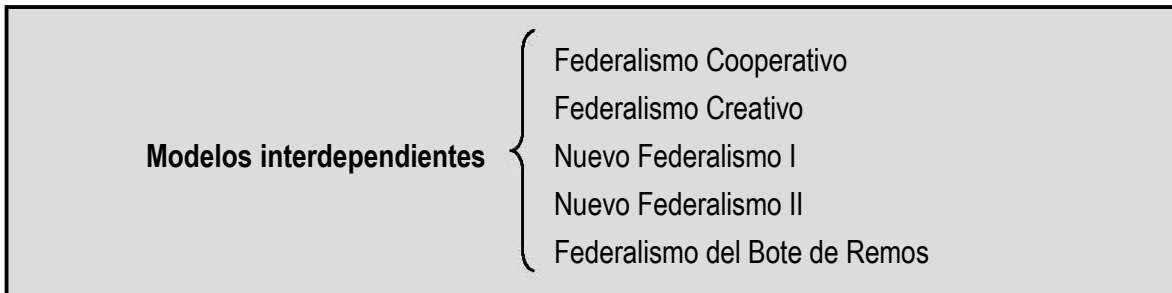 Modelos interdependientes
Federalismo Cooperativo
Federalismo Creativo
Nuevo Federalismo I
Nuevo Federalismo II
Federalismo del Bote de Remos